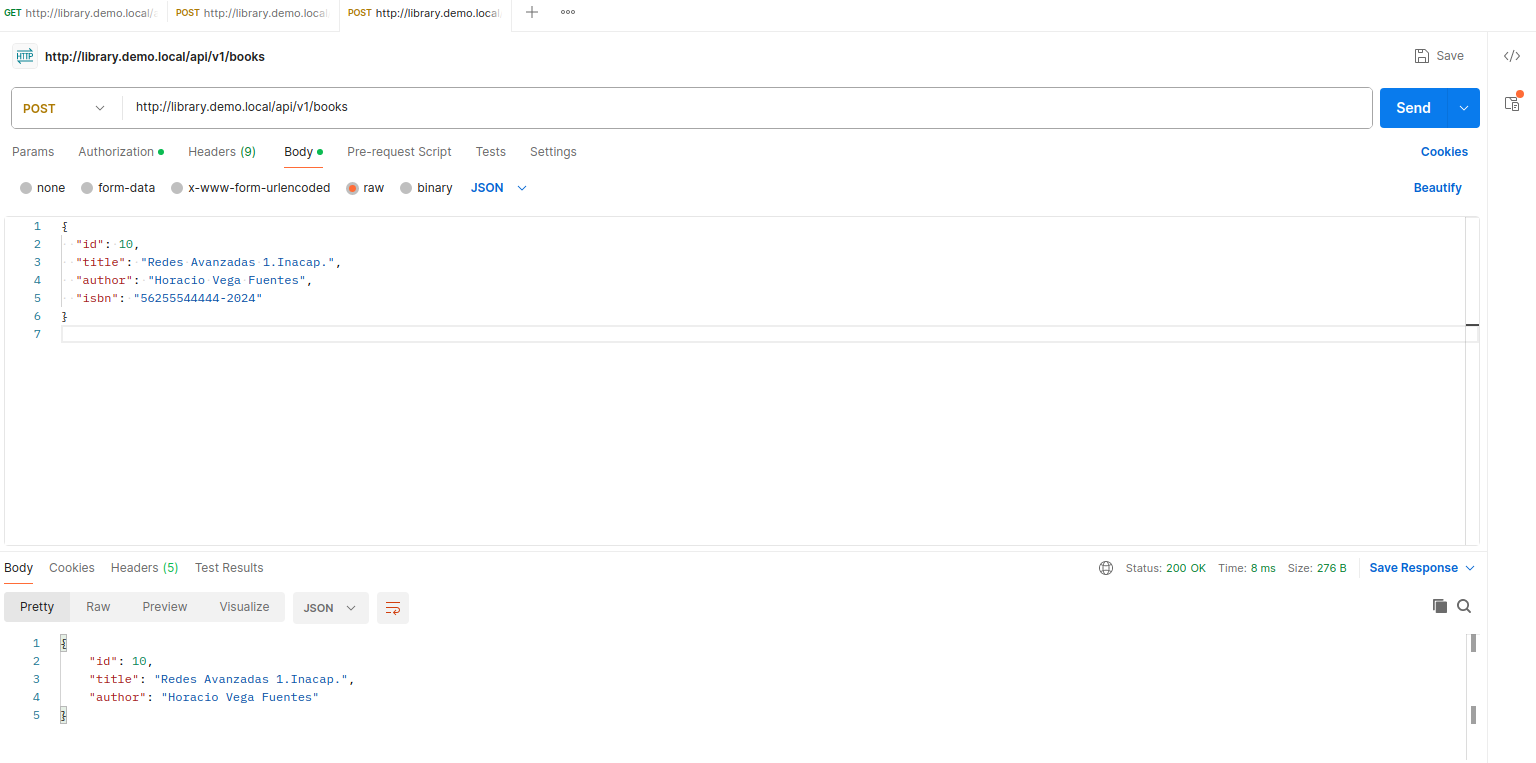 GET http://library.demo.local/a POST http://library.demo.local POST http://library.demo.local
HTTP http://library.demo.local/api/v1/books Save
POST http://library.demo.local/api/v1/books Send
Params Authorization Headers (9) Body Pre-request Script Tests Settings Cookies
none form-data x-www-form-urlencoded raw binary JSON Beautify
1 {
2 "id": 10,
3 "title": "Redes Avanzadas 1.Inacap.",
4 "author": "Horacio Vega Fuentes",
5 "isbn": "56255544444-2024"
6 }
7
Body Cookies Headers (5) Test Results Status: 200 OK Time: 8 ms Size: 276 B Save Response
Pretty Raw Preview Visualize JSON
1 {
2 "id": 10,
3 "title": "Redes Avanzadas 1.Inacap.",
4 "author": "Horacio Vega Fuentes"
5 }